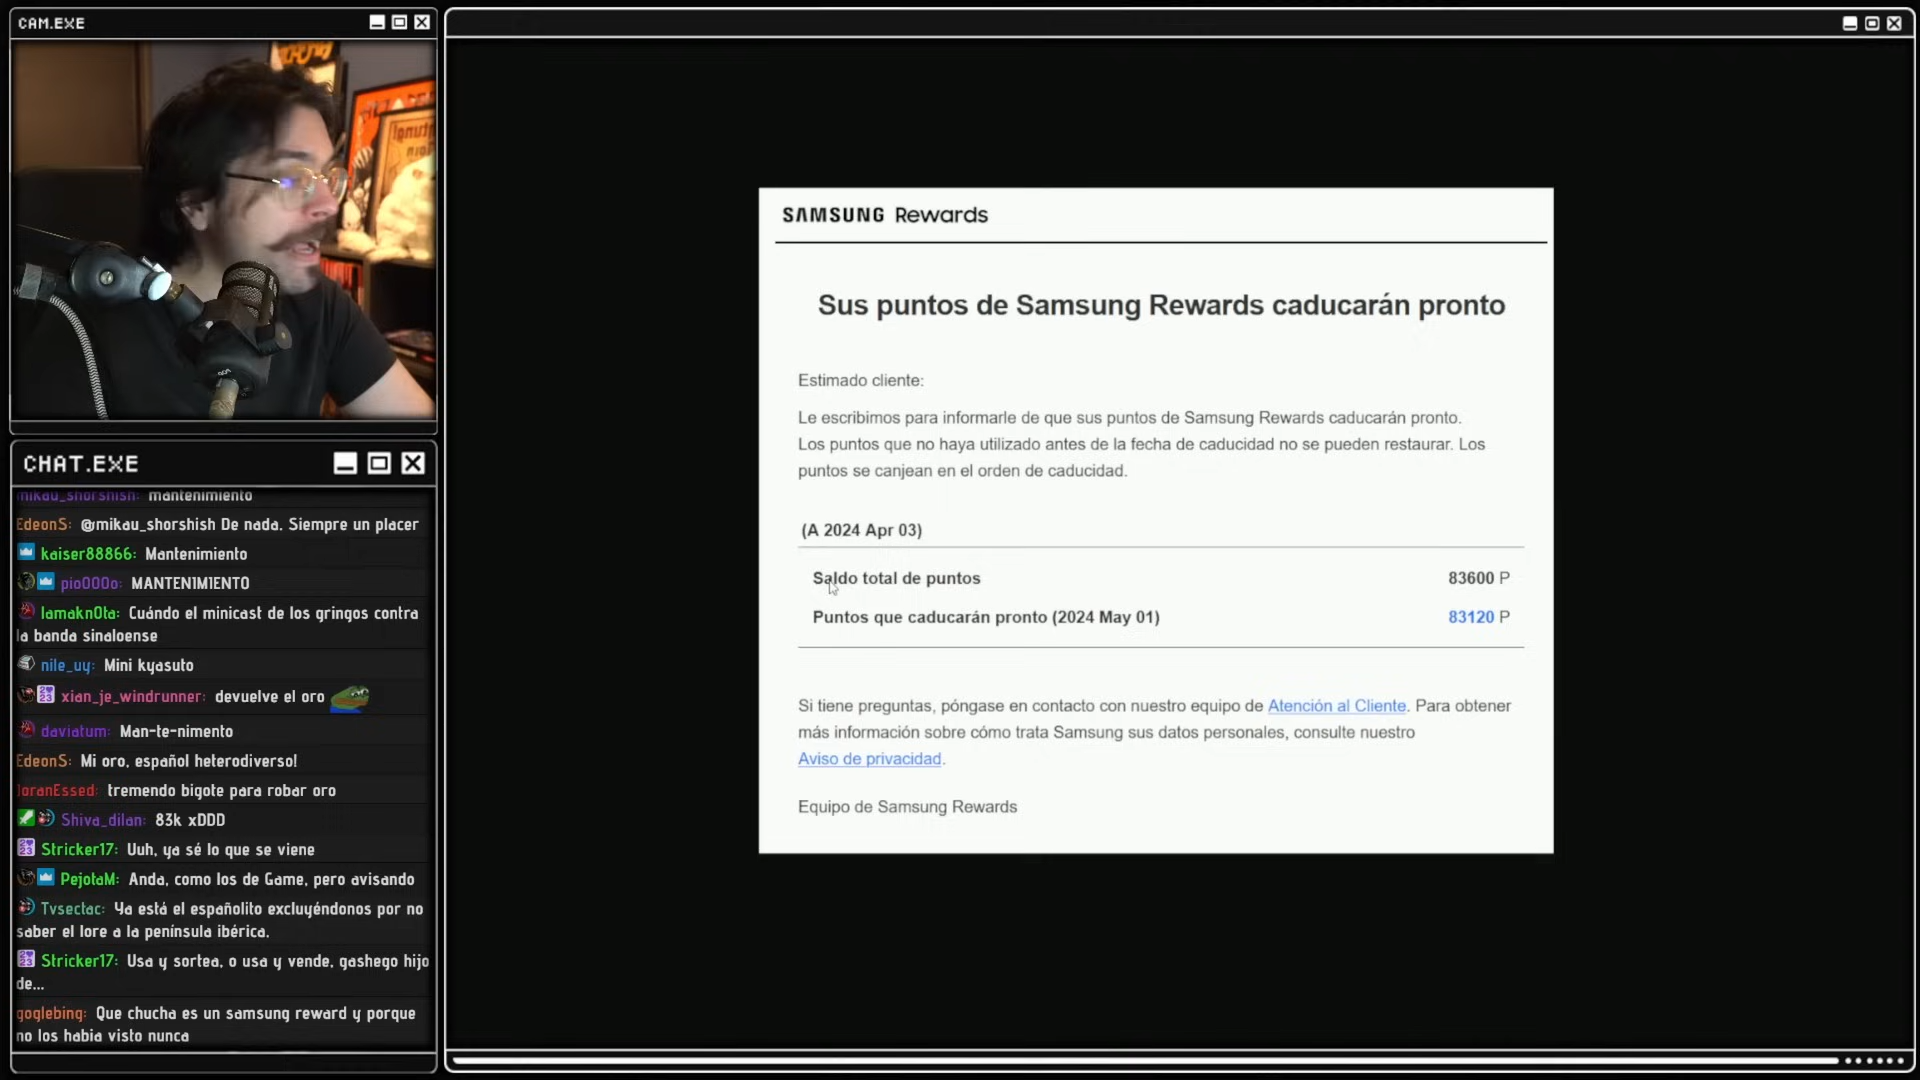 CAM.EXE
CHAT.EXE
mikau_shorshish: mantenimiento
EdeonS: @mikau_shorshish De nada. Siempre un placer
kaiser88866: Mantenimiento
pio000o: MANTENIMIENTO
lamakn0ta: Cuándo el minicast de los gringos contra
la banda sinaloense
nile_uy: Mini kyasuto
xian_je_windrunner: devuelve el oro
daviatum: Man-te-nimento
EdeonS: Mi oro, español heterodiverso!
loranEssed: tremendo bigote para robar oro
Shiva_dilan: 83k xDDD
Stricker17: Uuh, ya sé lo que se viene
PejotaM: Anda, como los de Game, pero avisando
Tvsectac: Ya está el españolito excluyéndonos por no
saber el lore a la península ibérica.
Stricker17: Usa y sortea, o usa y vende, gashego hijo
de...
goglebing: Que chucha es un samsung reward y porque
no los habia visto nunca
SAMSUNG Rewards
Sus puntos de Samsung Rewards caducarán pronto
Estimado cliente:
Le escribimos para informarle de que sus puntos de Samsung Rewards caducarán pronto.
Los puntos que no haya utilizado antes de la fecha de caducidad no se pueden restaurar. Los
puntos se canjean en el orden de caducidad.
(A 2024 Apr 03)
Saldo total de puntos 83600 P
Puntos que caducarán pronto (2024 May 01) 83120 P
Si tiene preguntas, póngase en contacto con nuestro equipo de Atención al Cliente. Para obtener
más información sobre cómo trata Samsung sus datos personales, consulte nuestro
Aviso de privacidad.
Equipo de Samsung Rewards